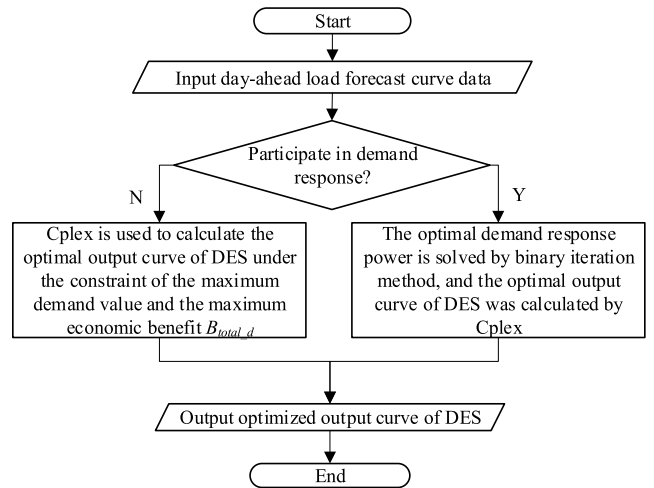 Start
Input day-ahead load forecast curve data
Participate in demand
response?
N
Y
Cplex is used to calculate the
optimal output curve of DES under
the constraint of the maximum
demand value and the maximum
economic benefit B_total_d
The optimal demand response
power is solved by binary iteration
method, and the optimal output
curve of DES was calculated by
Cplex
Output optimized output curve of DES
End